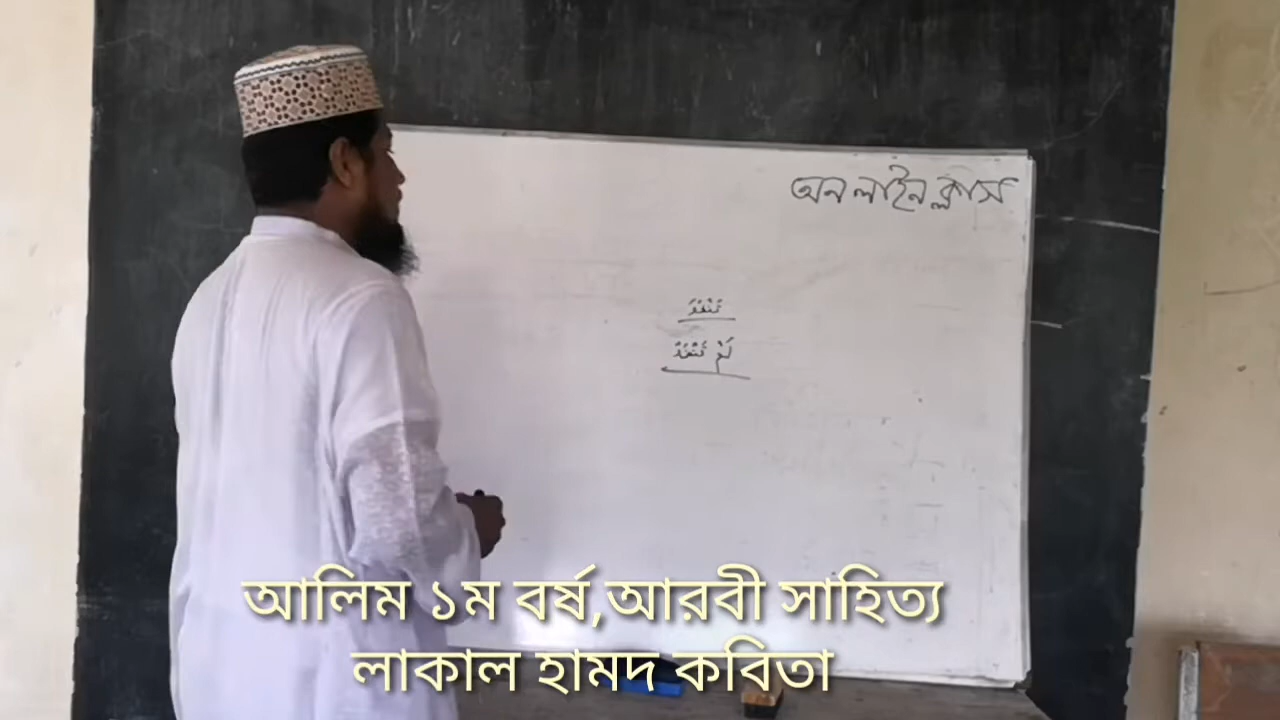 অনলাইন ক্লাস
আলিম ১ম বর্ষ,আরবী সাহিত্য
লাকাল হামদ কবিতা